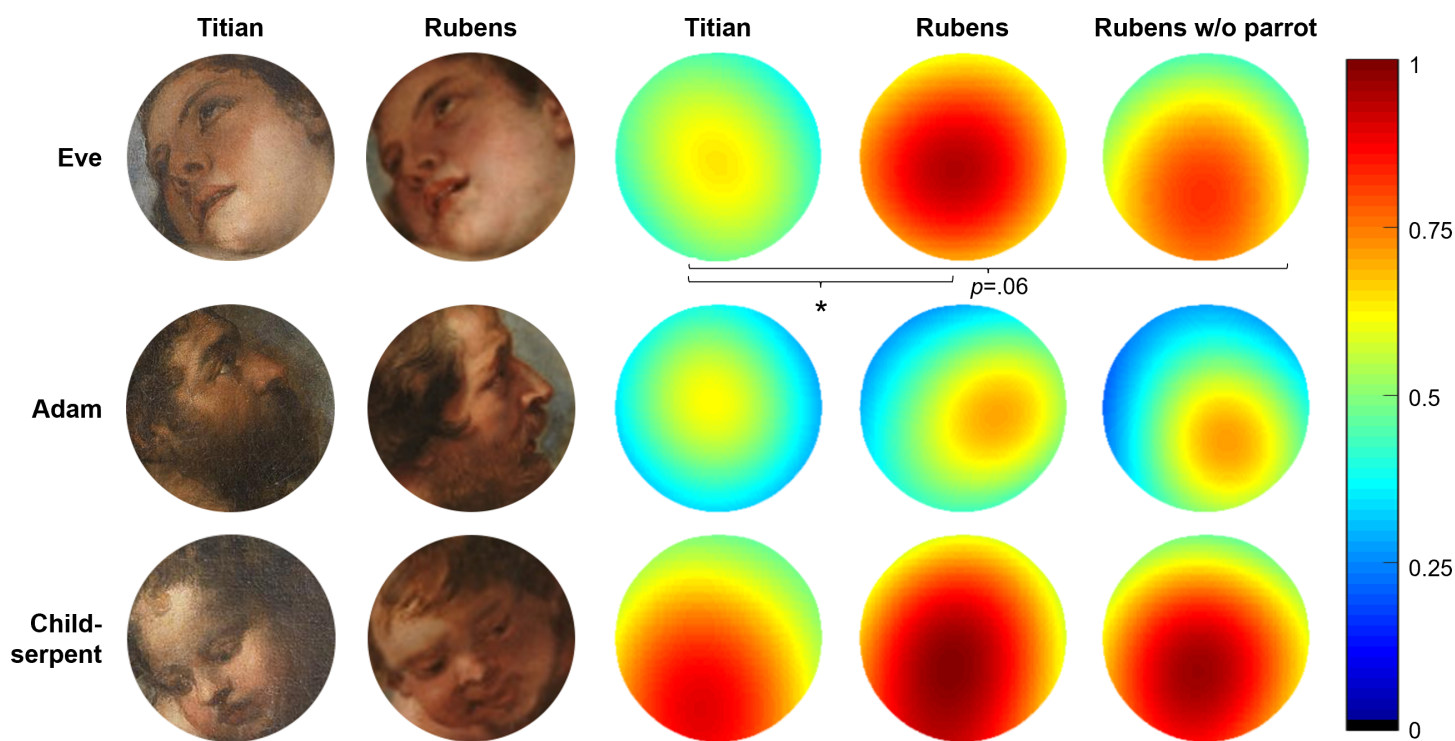 Titian Rubens Titian Rubens Rubens w/o parrot
1
Eve
0.75
p=.06
*
Adam
0.5
0.25
Child-
serpent
0